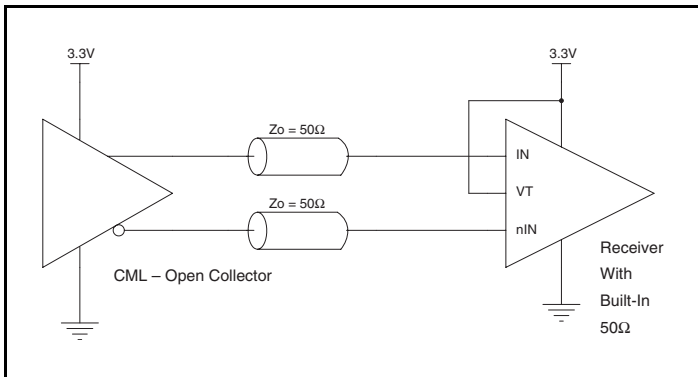 3.3V
3.3V
Zo = 50Ω
IN
VT
Zo = 50Ω
nIN
CML – Open Collector
Receiver
With
Built-In
50Ω